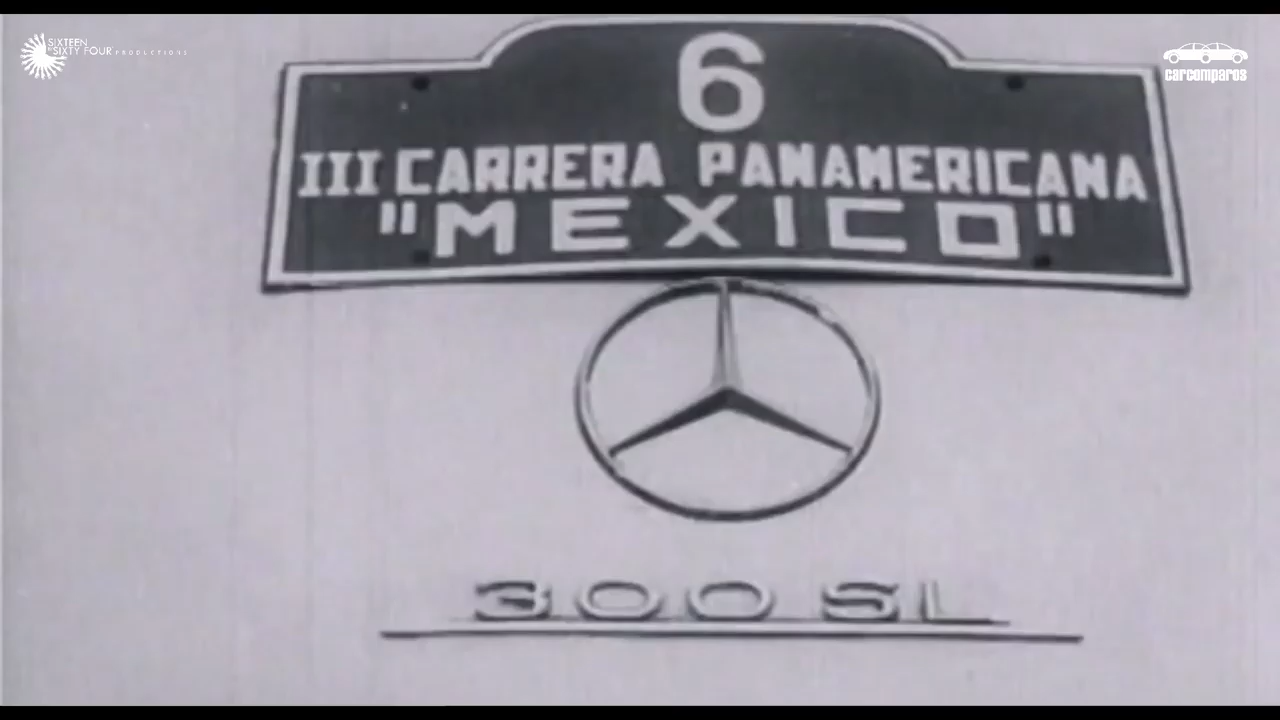 SIXTEEN
SIXTY FOUR PRODUCTIONS
carcomparos
6
III CARRERA PANAMERICANA
"MEXICO"
300 SL